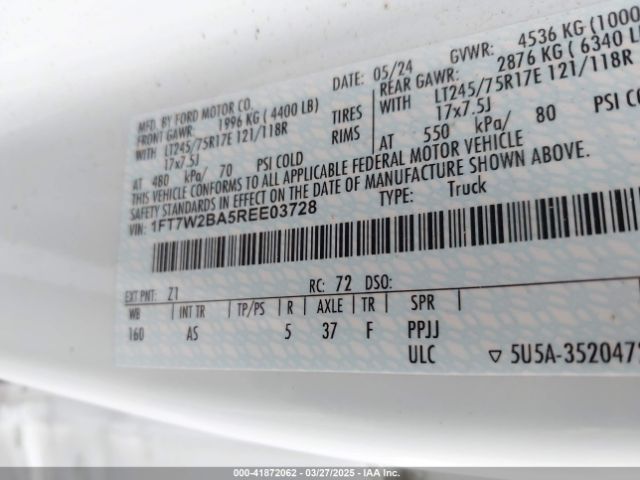 MFD. BY FORD MOTOR CO.
DATE: 05/24
GVWR: 4536 KG (1000
FRONT GAWR: 1996 KG (4400 LB)
REAR GAWR: 2876 KG (6340 L
WITH LT245/75R17E 121/118R TIRES
WITH LT245/75R17E 121/118R
17x7.5J RIMS
17x7.5J
AT 480 kPa/ 70 PSI COLD
AT 550 kPa/ 80 PSI CO
THIS VEHICLE CONFORMS TO ALL APPLICABLE FEDERAL MOTOR VEHICLE
SAFETY STANDARDS IN EFFECT ON THE DATE OF MANUFACTURE SHOWN ABOVE.
VIN: 1FT7W2BA5REE03728
TYPE: Truck
EXT PNT: Z1 RC: 72 DSO:
WB INT TR TP/PS R AXLE TR SPR
160 AS 5 37 F PPJJ
ULC ▽ 5U5A-3520472
000-41872062 - 03/27/2025 - IAA Inc.